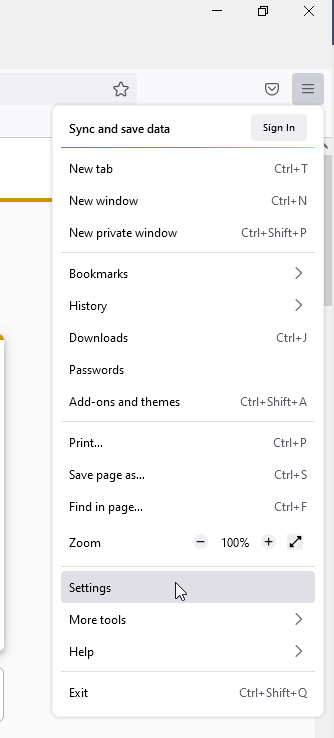 Sync and save data Sign In
New tab Ctrl+T
New window Ctrl+N
New private window Ctrl+Shift+P
Bookmarks
History
Downloads Ctrl+J
Passwords
Add-ons and themes Ctrl+Shift+A
Print... Ctrl+P
Save page as... Ctrl+S
Find in page... Ctrl+F
Zoom 100%
Settings
More tools
Help
Exit Ctrl+Shift+Q